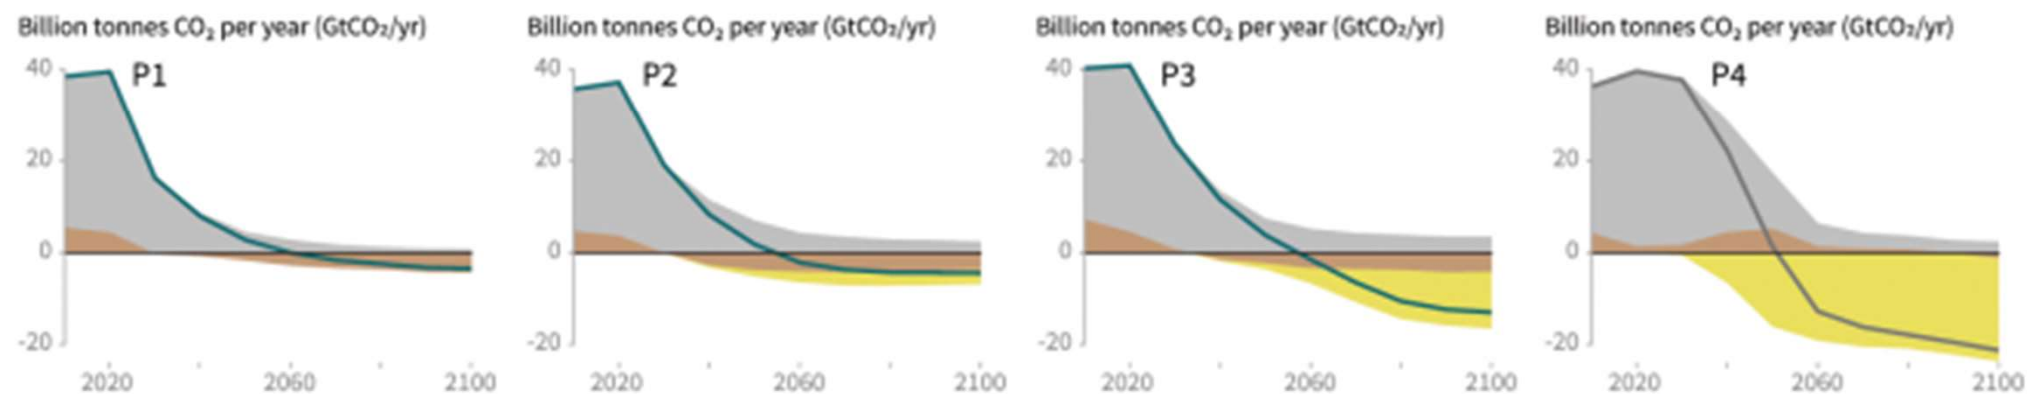 Billion tonnes CO₂ per year (GtCO₂/yr) Billion tonnes CO₂ per year (GtCO₂/yr) Billion tonnes CO₂ per year (GtCO₂/yr) Billion tonnes CO₂ per year (GtCO₂/yr)
40 P1 40 P2 40 P3 40 P4
20 20 20 20
0 0 0 0
-20 -20 -20 -20
2020 2060 2100 2020 2060 2100 2020 2060 2100 2020 2060 2100